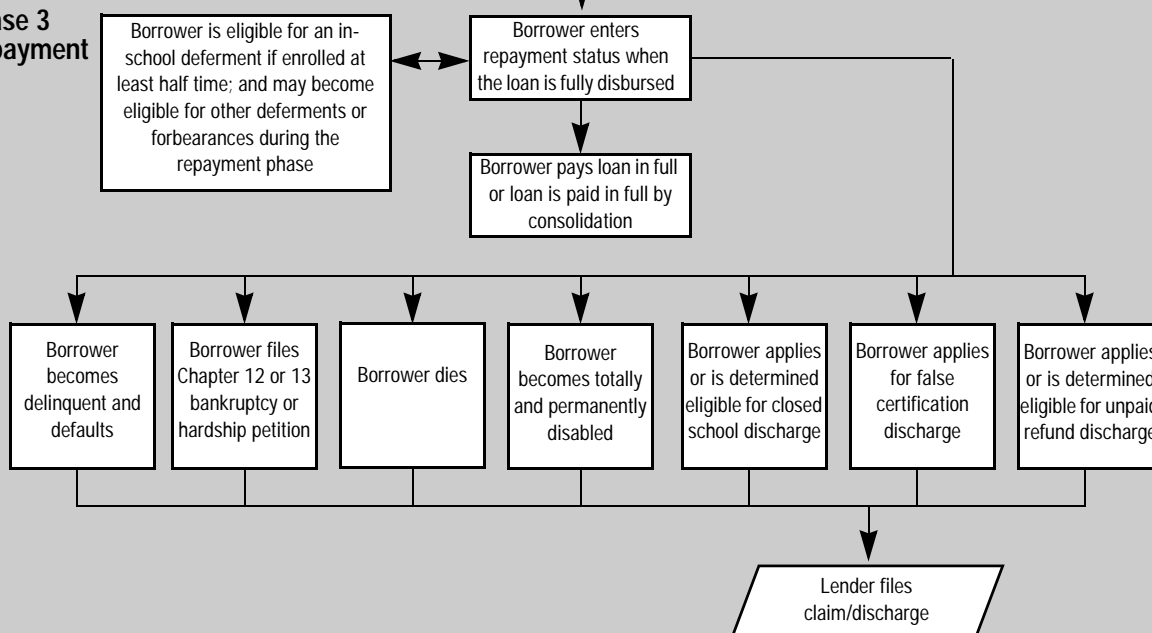 ase 3
payment
Borrower is eligible for an in-
school deferment if enrolled at
least half time; and may become
eligible for other deferments or
forbearances during the
repayment phase
Borrower enters
repayment status when
the loan is fully disbursed
Borrower pays loan in full
or loan is paid in full by
consolidation
Borrower
becomes
delinquent and
defaults
Borrower files
Chapter 12 or 13
bankruptcy or
hardship petition
Borrower dies
Borrower
becomes totally
and permanently
disabled
Borrower applies
or is determined
eligible for closed
school discharge
Borrower applies
for false
certification
discharge
Borrower applies
or is determined
eligible for unpaid
refund discharge
Lender files
claim/discharge